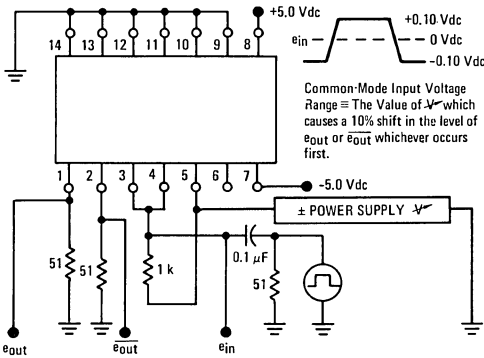 +5.0 Vdc
14 13 12 11 10 9 8
+0.10 Vdc
e_in 0 Vdc
-0.10 Vdc
Common-Mode Input Voltage
Range ≡ The Value of V which
causes a 10% shift in the level of
e_out or e̅_o̅u̅t̅ whichever occurs
first.
1 2 3 4 5 6 7
-5.0 Vdc
± POWER SUPPLY V
51
51
1 k
0.1 µF
51
e_out
e̅_o̅u̅t̅
e_in